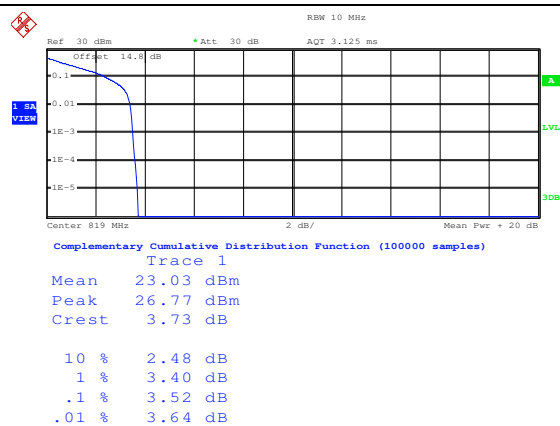 R S
RBW 10 MHz
Ref 30 dBm * Att 30 dB AQT 3.125 ms
Offset 14.8 dB
0.1
A
1 SA
VIEW
0.01
LVL
1E-3
1E-4
1E-5
3DB
Center 819 MHz 2 dB/ Mean Pwr + 20 dB
Complementary Cumulative Distribution Function (100000 samples)
Trace 1
Mean 23.03 dBm
Peak 26.77 dBm
Crest 3.73 dB
10 % 2.48 dB
1 % 3.40 dB
.1 % 3.52 dB
.01 % 3.64 dB